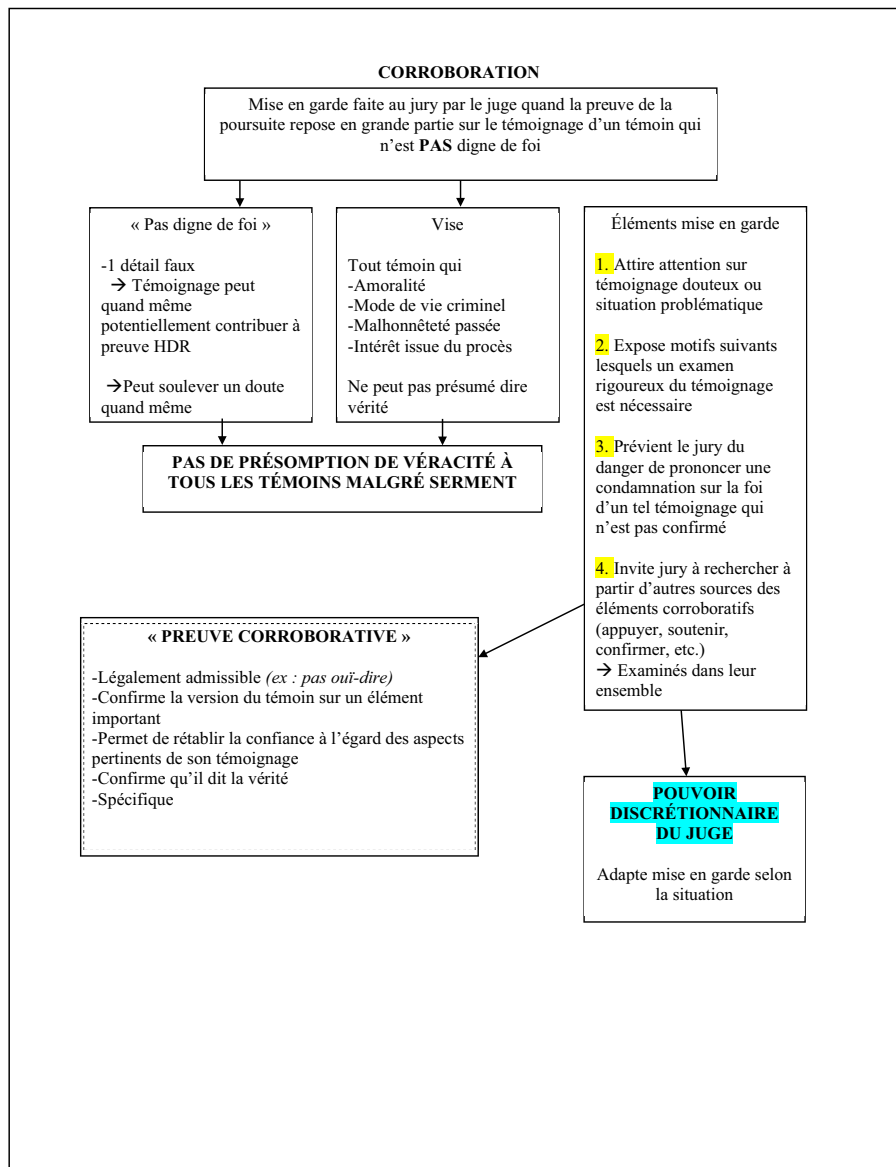 CORROBORATION
Mise en garde faite au jury par le juge quand la preuve de la
poursuite repose en grande partie sur le témoignage d’un témoin qui
n’est PAS digne de foi
« Pas digne de foi »
-1 détail faux
→ Témoignage peut
quand même
potentiellement contribuer à
preuve HDR
→Peut soulever un doute
quand même
Vise
Tout témoin qui
-Amoralité
-Mode de vie criminel
-Malhonnêteté passée
-Intérêt issue du procès
Ne peut pas présumé dire
vérité
Éléments mise en garde
1. Attire attention sur
témoignage douteux ou
situation problématique
2. Expose motifs suivants
lesquels un examen
rigoureux du témoignage
est nécessaire
3. Prévient le jury du
danger de prononcer une
condamnation sur la foi
d’un tel témoignage qui
n’est pas confirmé
4. Invite jury à rechercher à
partir d’autres sources des
éléments corroboratifs
(appuyer, soutenir,
confirmer, etc.)
→ Examinés dans leur
ensemble
PAS DE PRÉSOMPTION DE VÉRACITÉ À
TOUS LES TÉMOINS MALGRÉ SERMENT
« PREUVE CORROBORATIVE »
-Légalement admissible (ex : pas ouï-dire)
-Confirme la version du témoin sur un élément
important
-Permet de rétablir la confiance à l’égard des aspects
pertinents de son témoignage
-Confirme qu’il dit la vérité
-Spécifique
POUVOIR
DISCRÉTIONNAIRE
DU JUGE
Adapte mise en garde selon
la situation